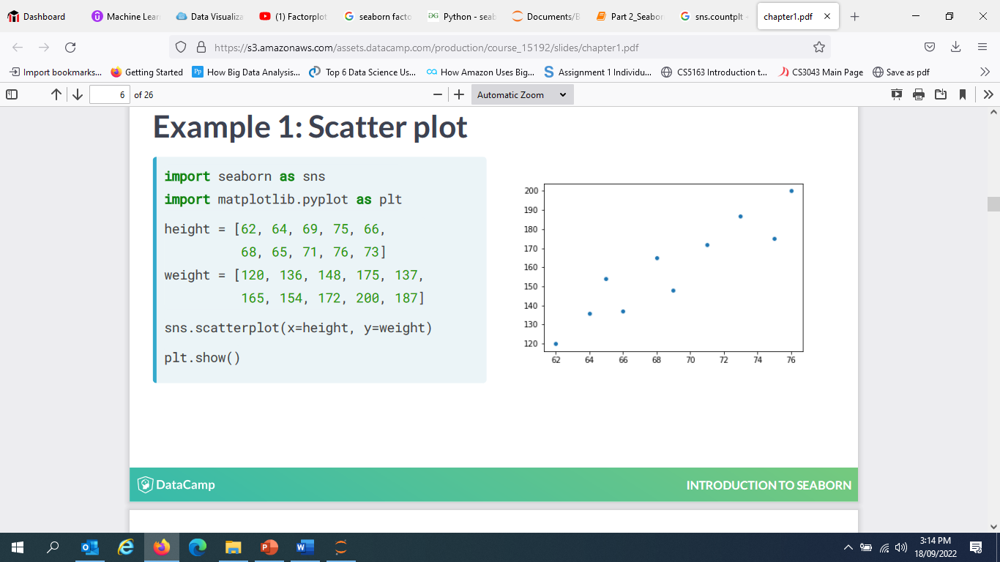 Dashboard
Machine Lear
Data Visualiza
(1) Factorplot
seaborn facto
Python - seab
Documents/B
Part 2_Seabor
sns.countplt -
chapter1.pdf
https://s3.amazonaws.com/assets.datacamp.com/production/course_15192/slides/chapter1.pdf
Import bookmarks...
Getting Started
Pp
How Big Data Analysis...
Top 6 Data Science Us...
How Amazon Uses Big...
Assignment 1 Individu...
CS5163 Introduction t...
CS3043 Main Page
Save as pdf
6 of 26
Automatic Zoom
Example 1: Scatter plot
import seaborn as sns
import matplotlib.pyplot as plt
height = [62, 64, 69, 75, 66,
68, 65, 71, 76, 73]
weight = [120, 136, 148, 175, 137,
165, 154, 172, 200, 187]
sns.scatterplot(x=height, y=weight)
plt.show()
200
190
180
170
160
150
140
130
120
62 64 66 68 70 72 74 76
DataCamp
INTRODUCTION TO SEABORN
3:14 PM
18/09/2022